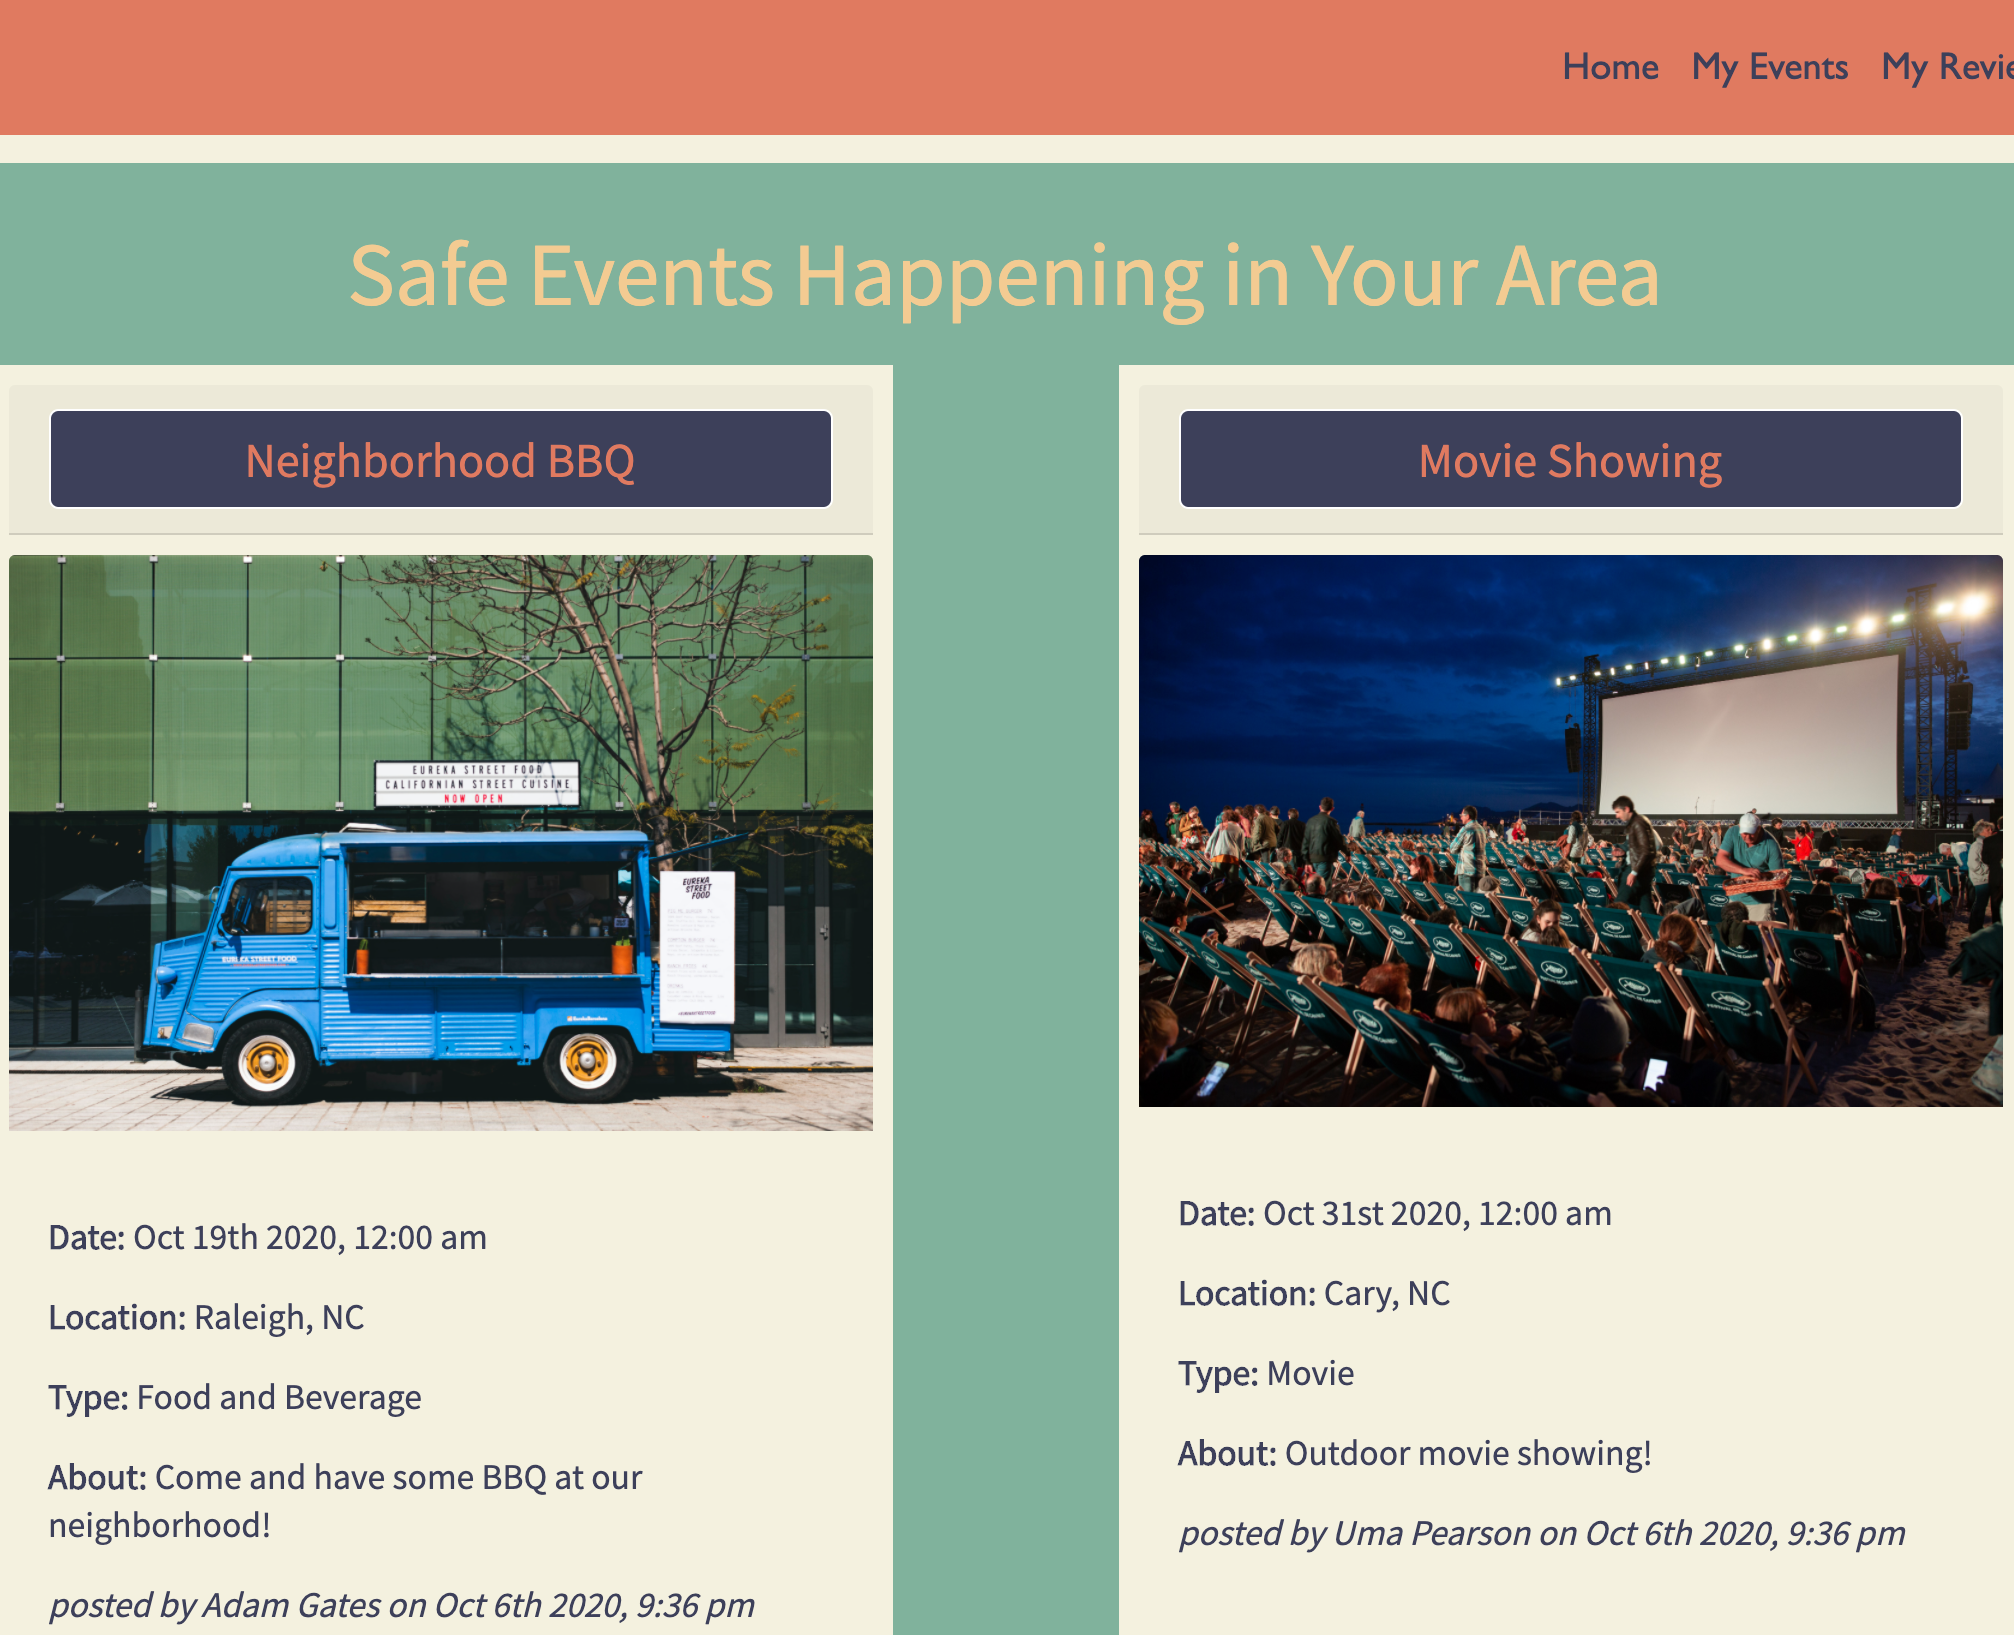 Home My Events My Revie
Safe Events Happening in Your Area
Neighborhood BBQ
EUREKA STREET FOOD
CALIFORNIAN STREET CUISINE
NOW OPEN
EUREKA
STREET
FOOD
EUREKA STREET FOOD
Date: Oct 19th 2020, 12:00 am
Location: Raleigh, NC
Type: Food and Beverage
About: Come and have some BBQ at our
neighborhood!
posted by Adam Gates on Oct 6th 2020, 9:36 pm
Movie Showing
Date: Oct 31st 2020, 12:00 am
Location: Cary, NC
Type: Movie
About: Outdoor movie showing!
posted by Uma Pearson on Oct 6th 2020, 9:36 pm